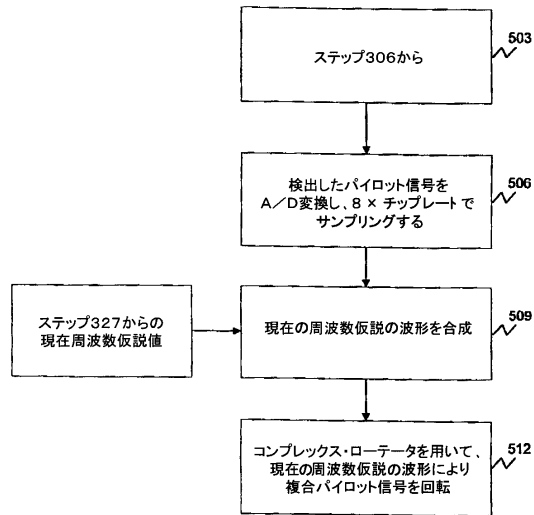 ステップ306から
503
検出したパイロット信号を
A/D変換し、8×チップレートで
サンプリングする
506
ステップ327からの
現在周波数仮説値
現在の周波数仮説の波形を合成
509
コンプレックス・ローテータを用いて、
現在の周波数仮説の波形により
複合パイロット信号を回転
512